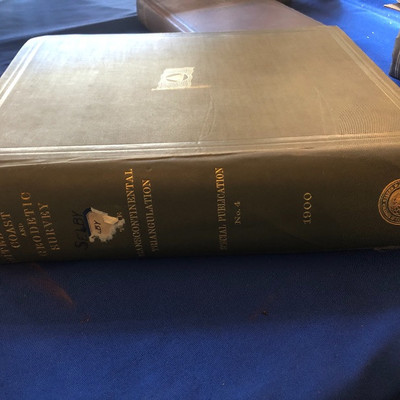 COAST
AND
GEODETIC
SURVEY
TRANSCONTINENTAL
TRIANGULATION
SPECIAL PUBLICATION
No. 4
1900